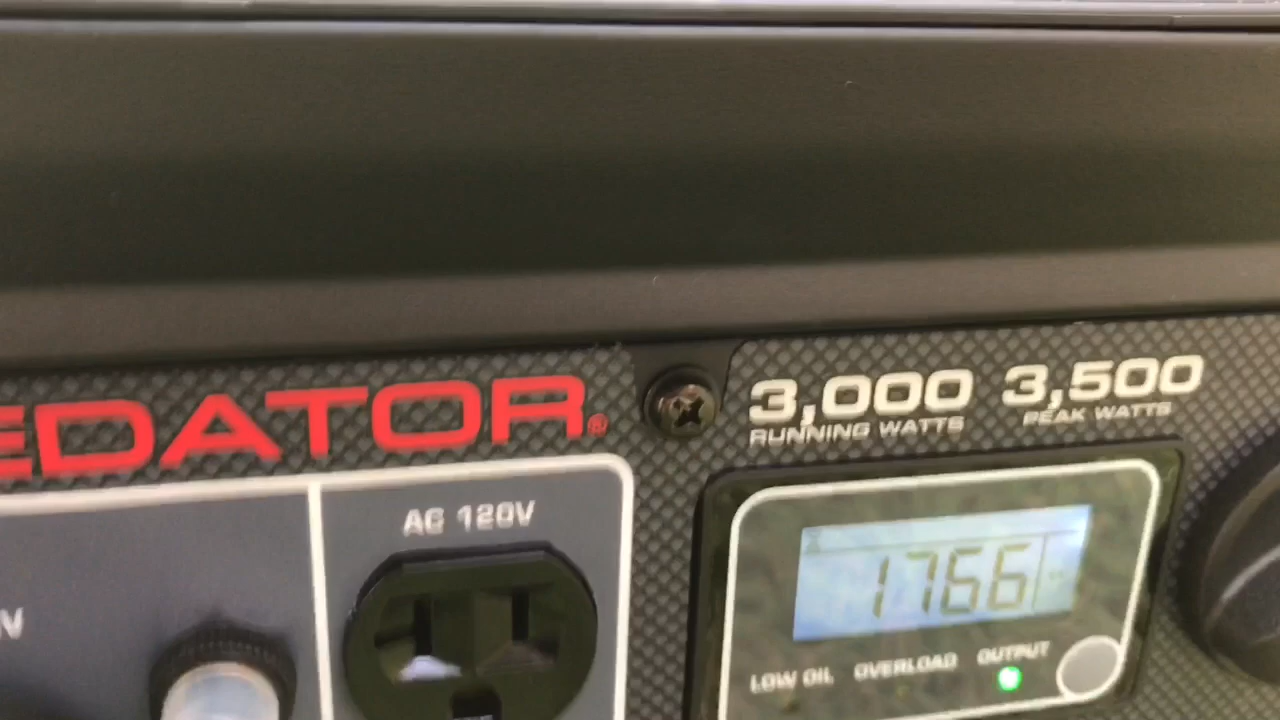 EDATOR®
3,000 3,500
RUNNING WATTS PEAK WATTS
AC 120V
V
1766
LOW OIL OVERLOAD OUTPUT